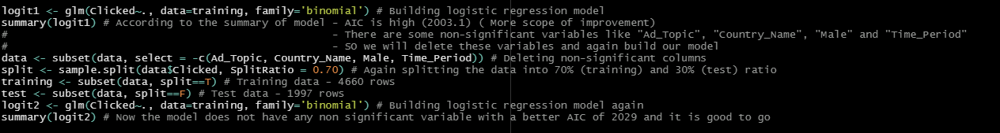 logit1 <- glm(Clicked~., data=training, family='binomial') # Building logistic regression model
summary(logit1) # According to the summary of model - AIC is high (2003.1) ( More scope of improvement)
# - There are some non-significant variables like "Ad_Topic", "Country_Name", "Male" and "Time_Period"
# - SO we will delete these variables and again build our model
data <- subset(data, select = -c(Ad_Topic, Country_Name, Male, Time_Period)) # Deleting non-significant columns
split <- sample.split(data$Clicked, SplitRatio = 0.70) # Again splitting the data into 70% (training) and 30% (test) ratio
training <- subset(data, split==T) # Training data - 4660 rows
test <- subset(data, split==F) # Test data - 1997 rows
logit2 <- glm(Clicked~., data=training, family='binomial') # Building logistic regression model again
summary(logit2) # Now the model does not have any non significant variable with a better AIC of 2029 and it is good to go